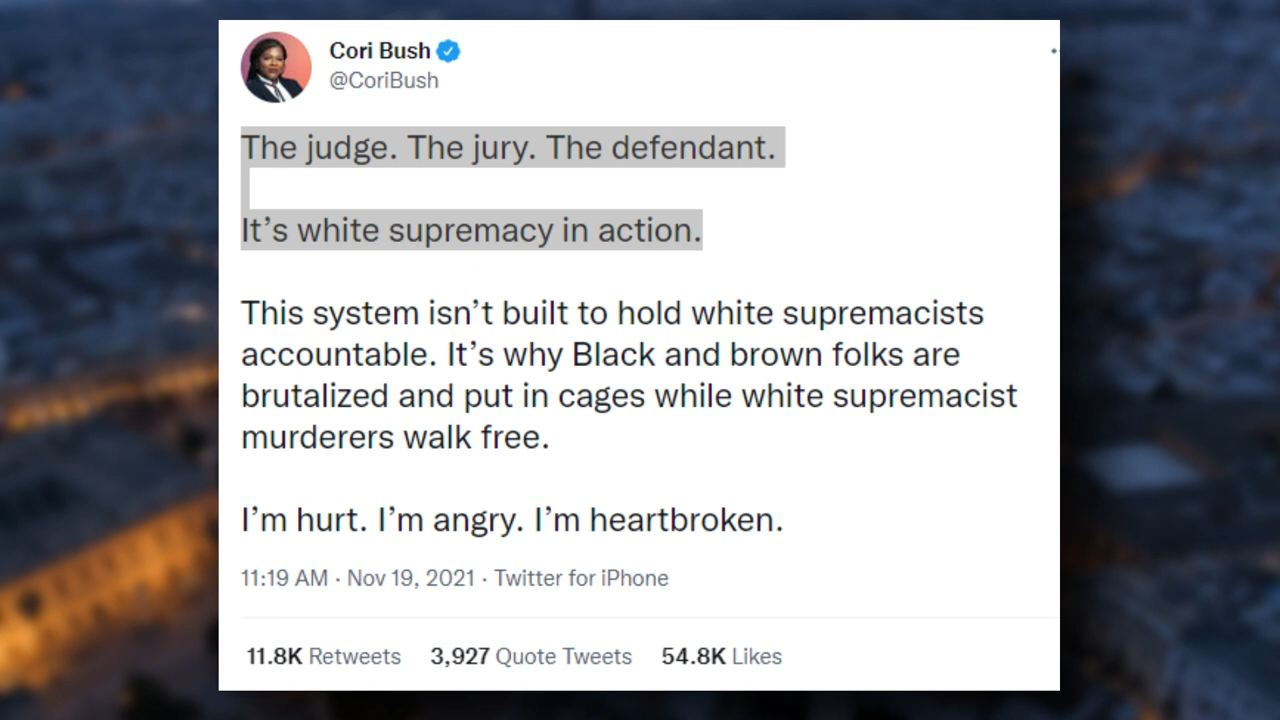 Cori Bush
@CoriBush
The judge. The jury. The defendant.
It’s white supremacy in action.
This system isn’t built to hold white supremacists
accountable. It’s why Black and brown folks are
brutalized and put in cages while white supremacist
murderers walk free.
I’m hurt. I’m angry. I’m heartbroken.
11:19 AM · Nov 19, 2021 · Twitter for iPhone
11.8K Retweets 3,927 Quote Tweets 54.8K Likes